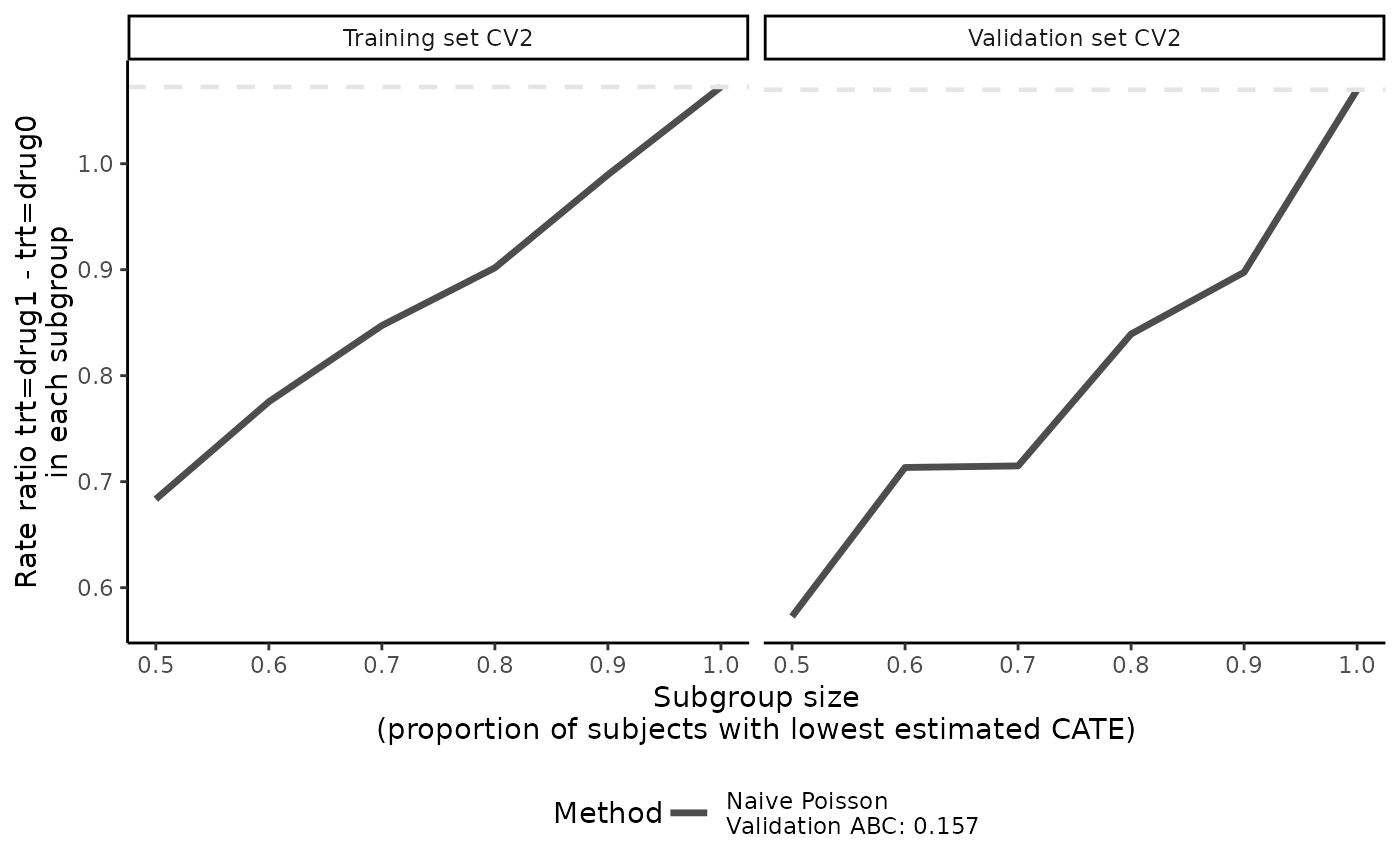 Training set CV2
Validation set CV2
Rate ratio trt=drug1 - trt=drug0
in each subgroup
1.0
0.9
0.8
0.7
0.6
0.5 0.6 0.7 0.8 0.9 1.0
0.5 0.6 0.7 0.8 0.9 1.0
Subgroup size
(proportion of subjects with lowest estimated CATE)
Method
Naive Poisson
Validation ABC: 0.157